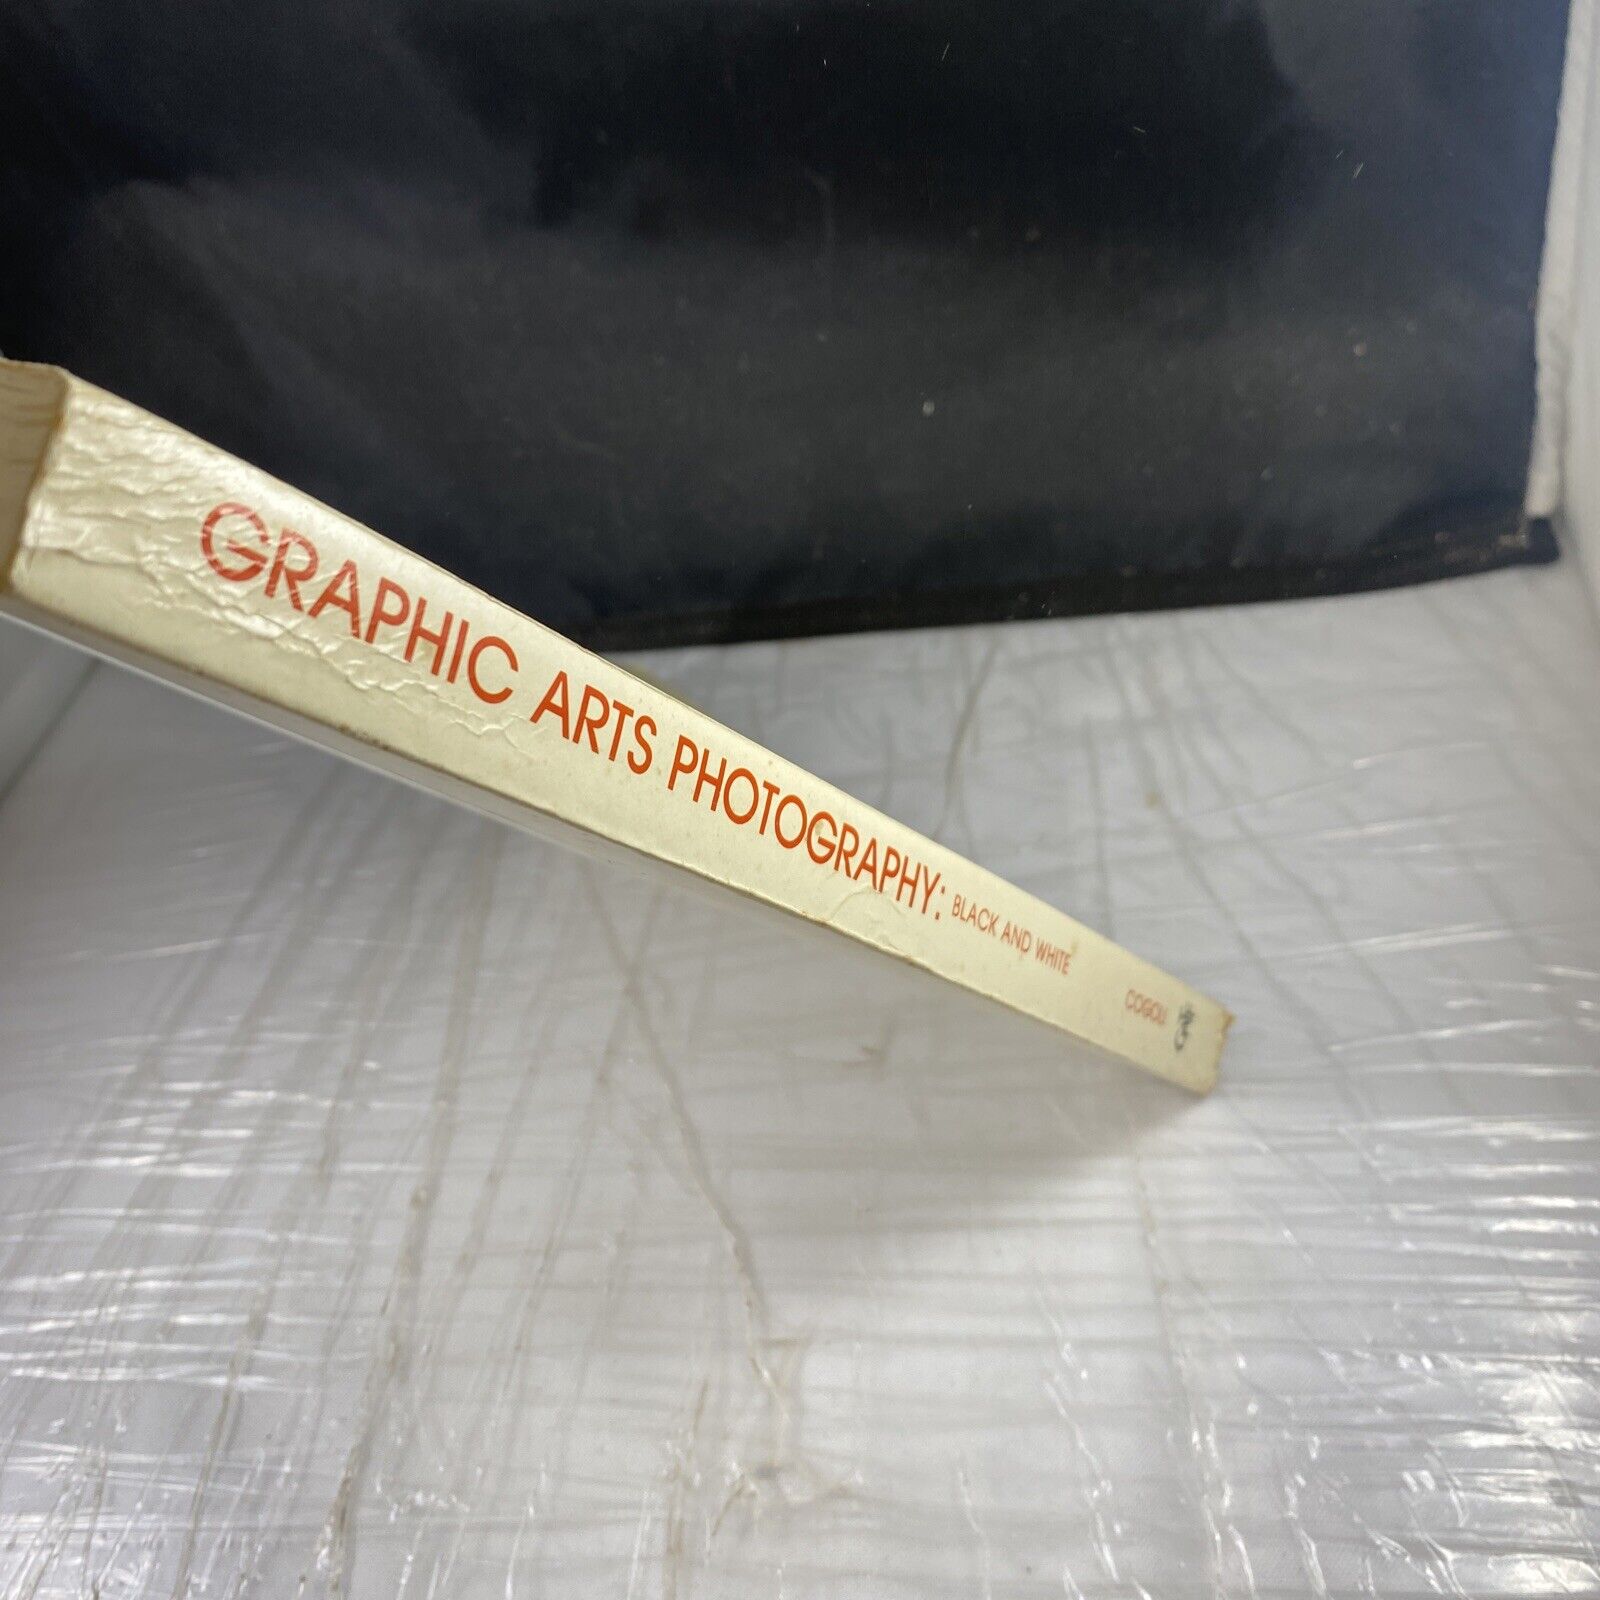 GRAPHIC ARTS PHOTOGRAPHY: BLACK AND WHITE COGOLI